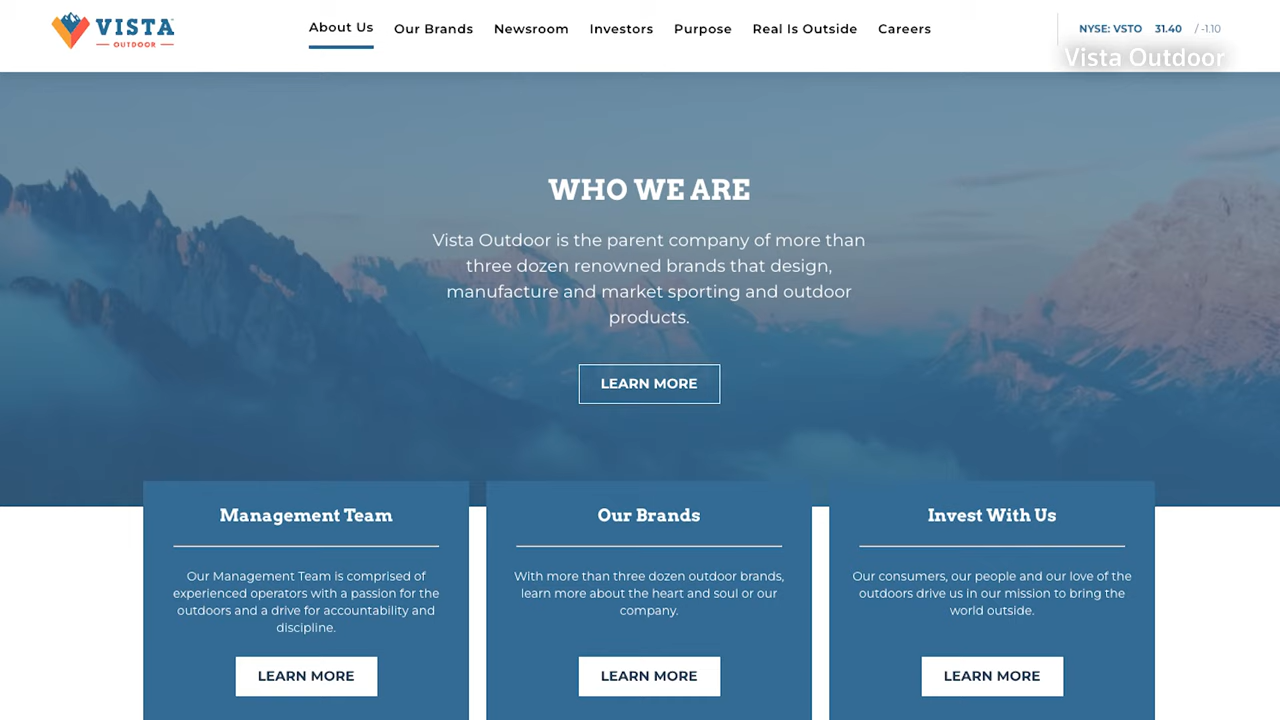 VISTA
OUTDOOR
About Us
Our Brands
Newsroom
Investors
Purpose
Real Is Outside
Careers
NYSE: VSTO 31.40 / -1.10
Vista Outdoor
WHO WE ARE
Vista Outdoor is the parent company of more than
three dozen renowned brands that design,
manufacture and market sporting and outdoor
products.
LEARN MORE
Management Team
Our Management Team is comprised of
experienced operators with a passion for the
outdoors and a drive for accountability and
discipline.
LEARN MORE
Our Brands
With more than three dozen outdoor brands,
learn more about the heart and soul or our
company.
LEARN MORE
Invest With Us
Our consumers, our people and our love of the
outdoors drive us in our mission to bring the
world outside.
LEARN MORE